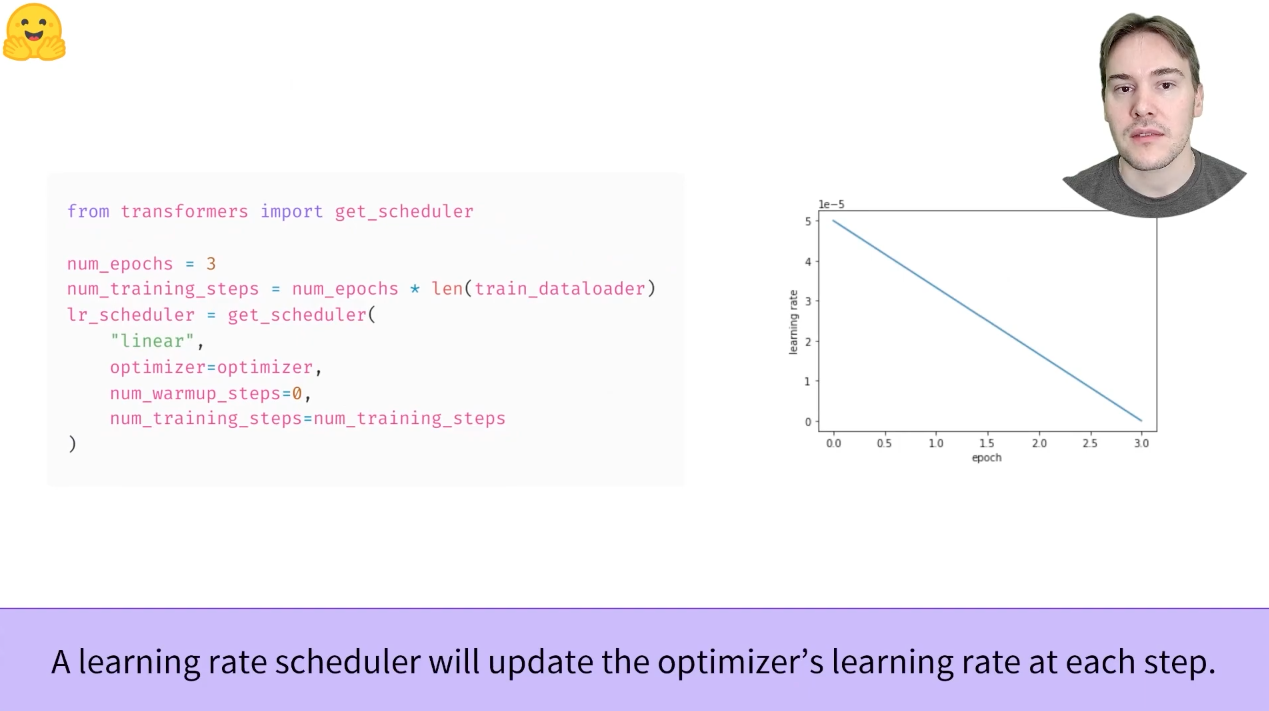 from transformers import get_scheduler
num_epochs = 3
num_training_steps = num_epochs * len(train_dataloader)
lr_scheduler = get_scheduler(
"linear",
optimizer=optimizer,
num_warmup_steps=0,
num_training_steps=num_training_steps
)
1e−5
5
4
3
2
1
0
learning rate
0.0 0.5 1.0 1.5 2.0 2.5 3.0
epoch
A learning rate scheduler will update the optimizer’s learning rate at each step.